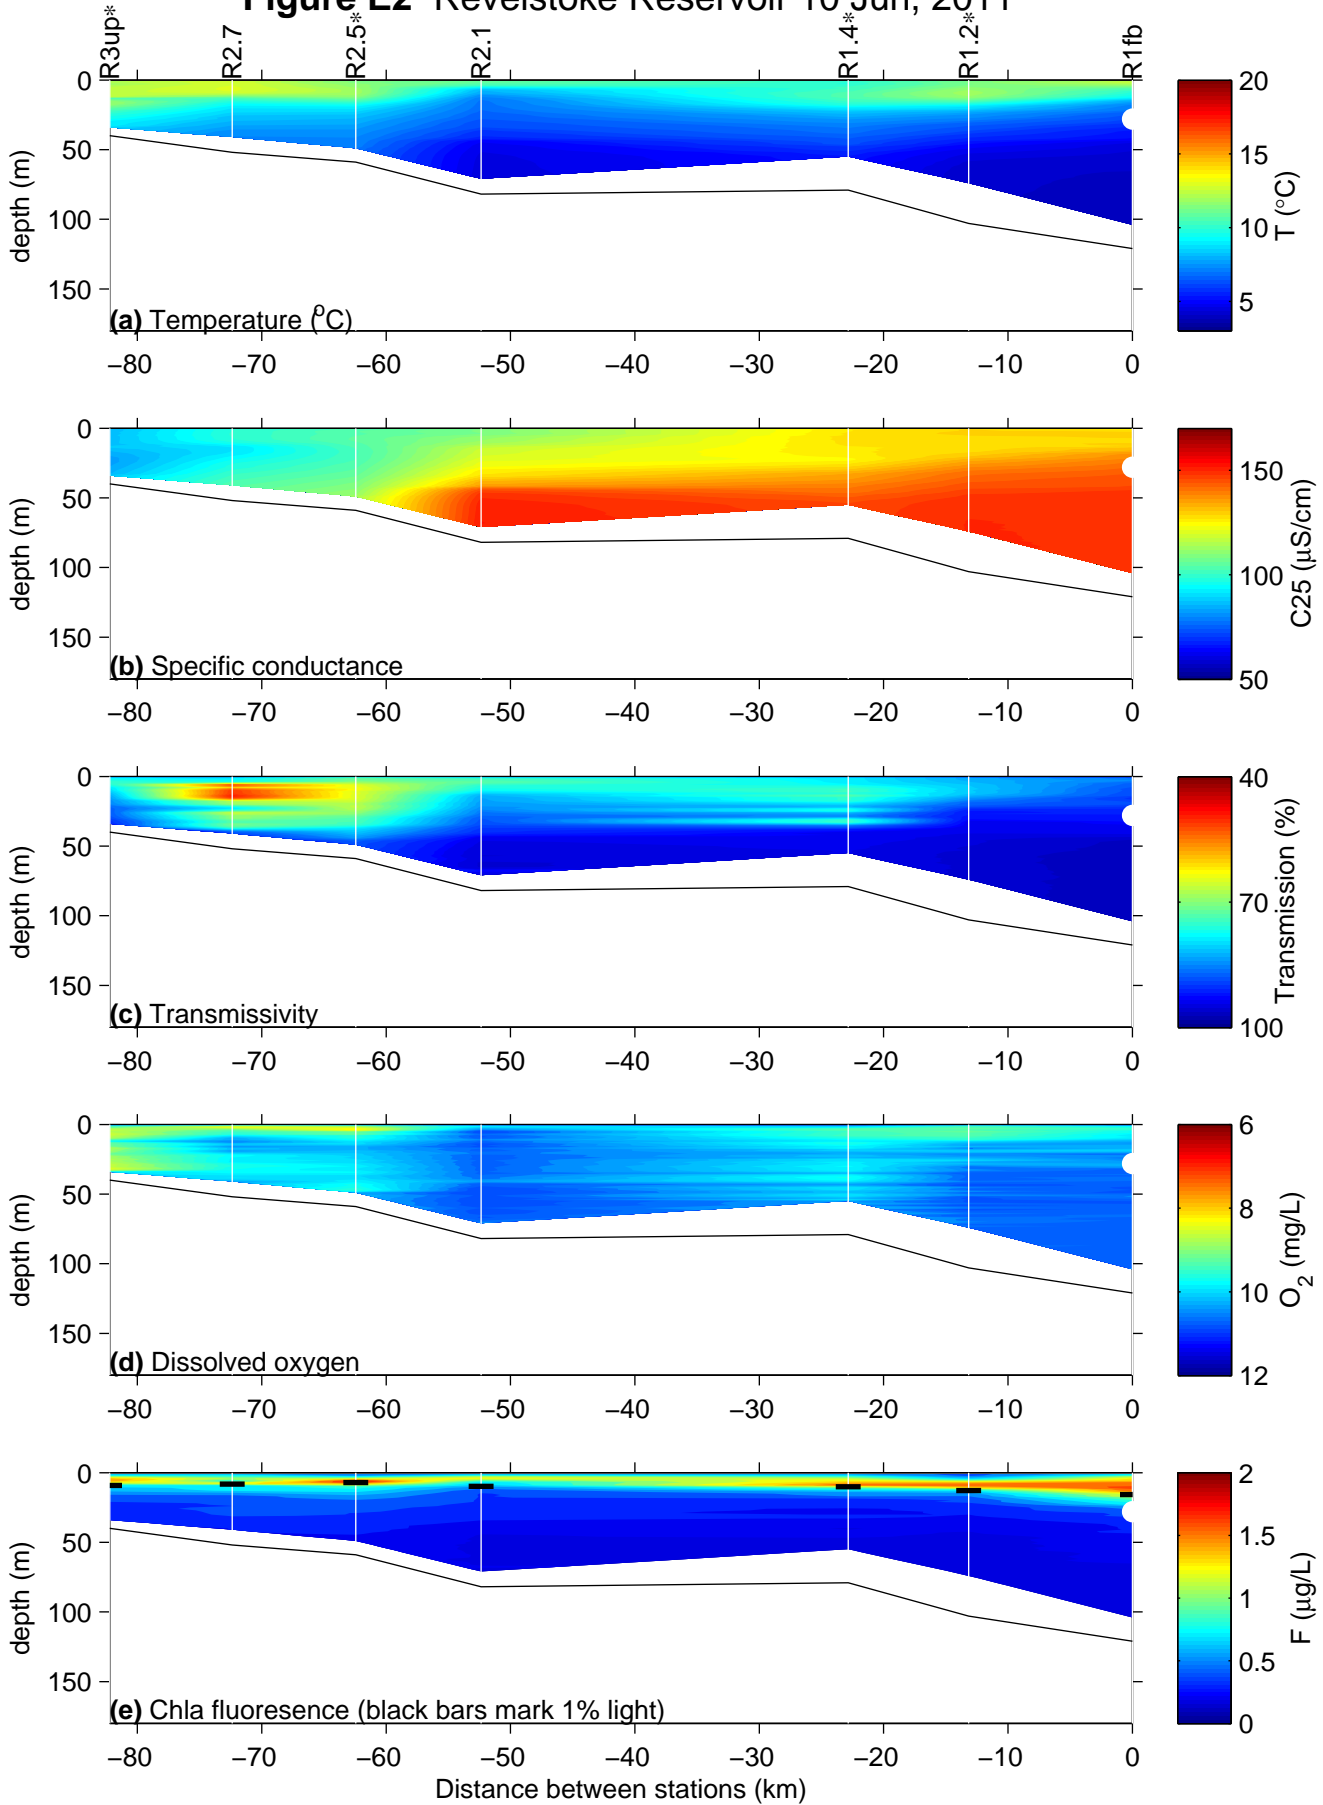 Figure E2 Revelstoke Reservoir 10 Jun, 2011
R3up* R2.7 R2.5* R2.1 R1.4* R1.2* R1fb
0
50
100
150
depth (m)
(a) Temperature (ºC)
−80 −70 −60 −50 −40 −30 −20 −10 0
20
15
10
5
T (°C)
0
50
100
150
depth (m)
(b) Specific conductance
−80 −70 −60 −50 −40 −30 −20 −10 0
150
100
50
C25 (μS/cm)
0
50
100
150
depth (m)
(c) Transmissivity
−80 −70 −60 −50 −40 −30 −20 −10 0
40
70
100
Transmission (%)
0
50
100
150
depth (m)
(d) Dissolved oxygen
−80 −70 −60 −50 −40 −30 −20 −10 0
6
8
10
12
O2 (mg/L)
0
50
100
150
depth (m)
(e) Chla fluoresence (black bars mark 1% light)
−80 −70 −60 −50 −40 −30 −20 −10 0
Distance between stations (km)
2
1.5
1
0.5
0
F (μg/L)